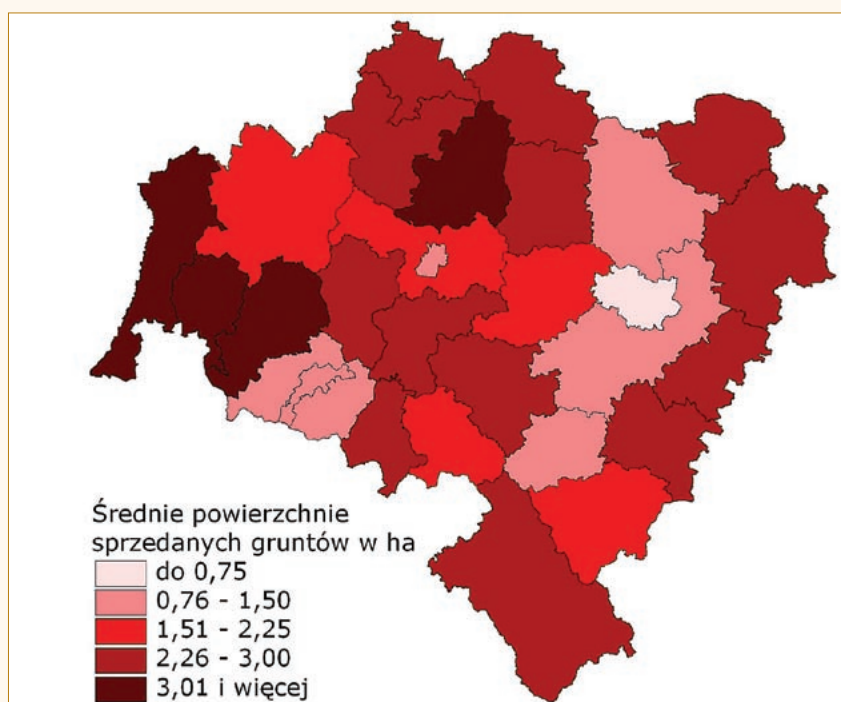 Średnie powierzchnie
sprzedanych gruntów w ha
do 0,75
0,76 - 1,50
1,51 - 2,25
2,26 - 3,00
3,01 i więcej